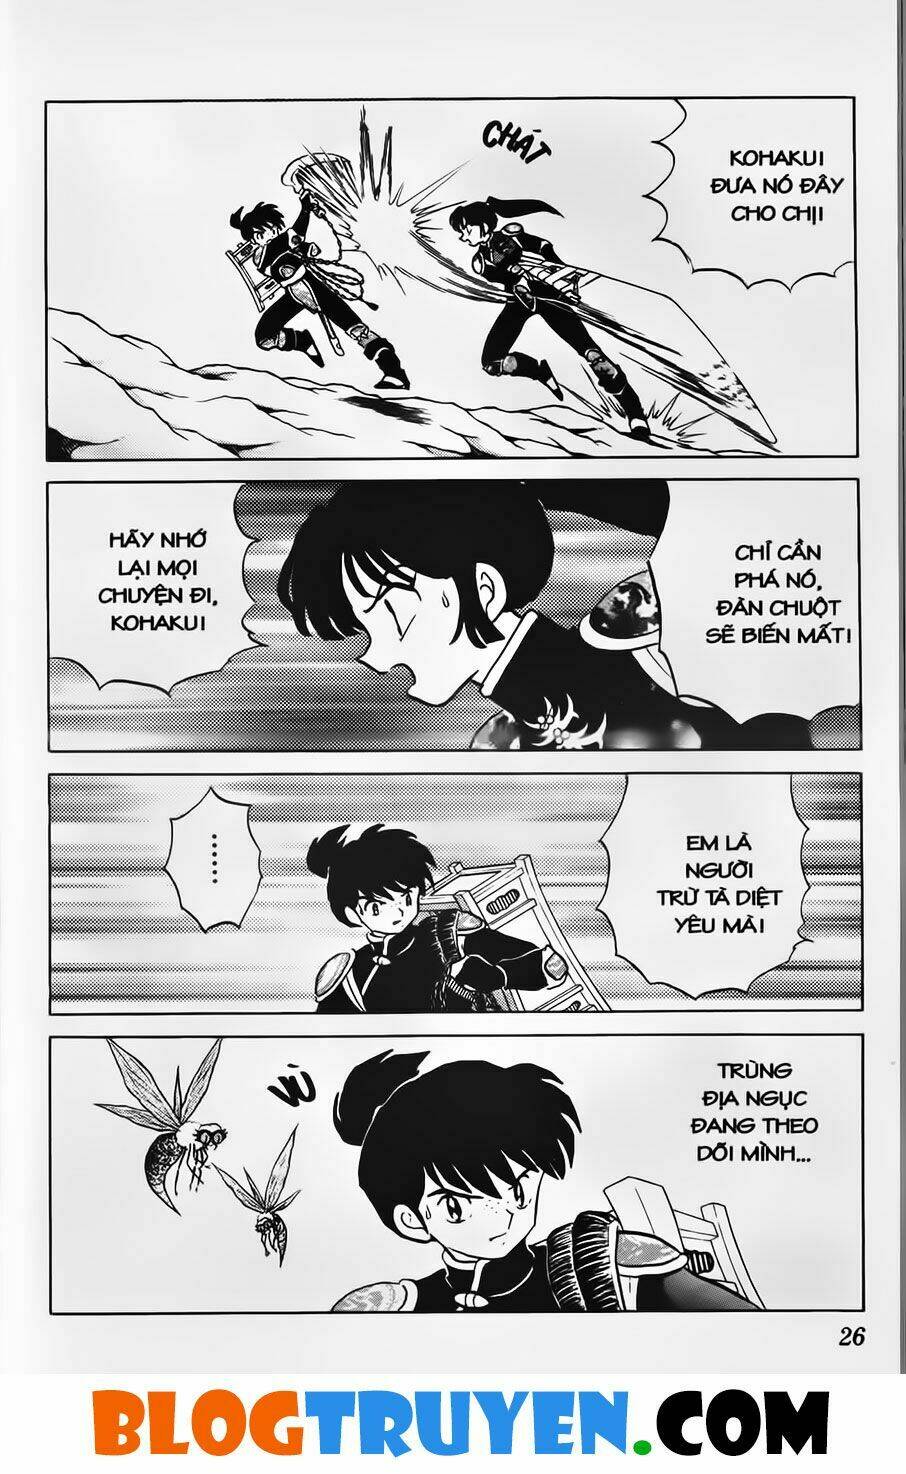 KOHAKU!
ĐƯA NÓ ĐÂY
CHO CHỊ!
CHÁT
CHỈ CẦN
PHÁ NÓ,
ĐÀN CHUỘT
SẼ BIẾN MẤT!
HÃY NHỚ
LẠI MỌI
CHUYỆN ĐI,
KOHAKU!
EM LÀ
NGƯỜI
TRỪ TÀ DIỆT
YÊU MÀ!
........
TRÙNG
ĐỊA NGỤC
ĐANG THEO
DÕI MÌNH...
VÙ
26
BLOGTRUYEN.COM